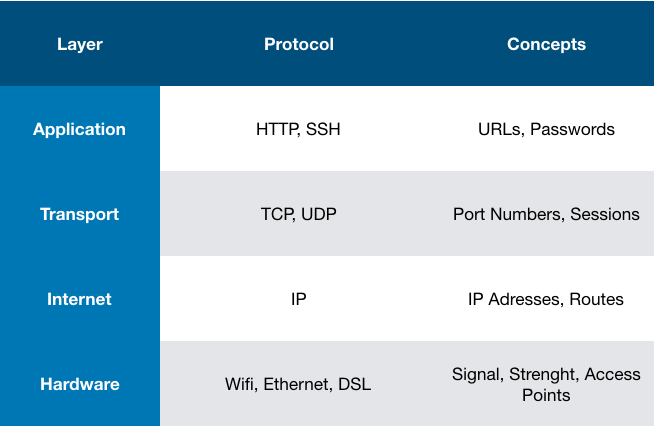 Layer Protocol Concepts
Application HTTP, SSH URLs, Passwords
Transport TCP, UDP Port Numbers, Sessions
Internet IP IP Adresses, Routes
Hardware Wifi, Ethernet, DSL Signal, Strenght, Access
Points